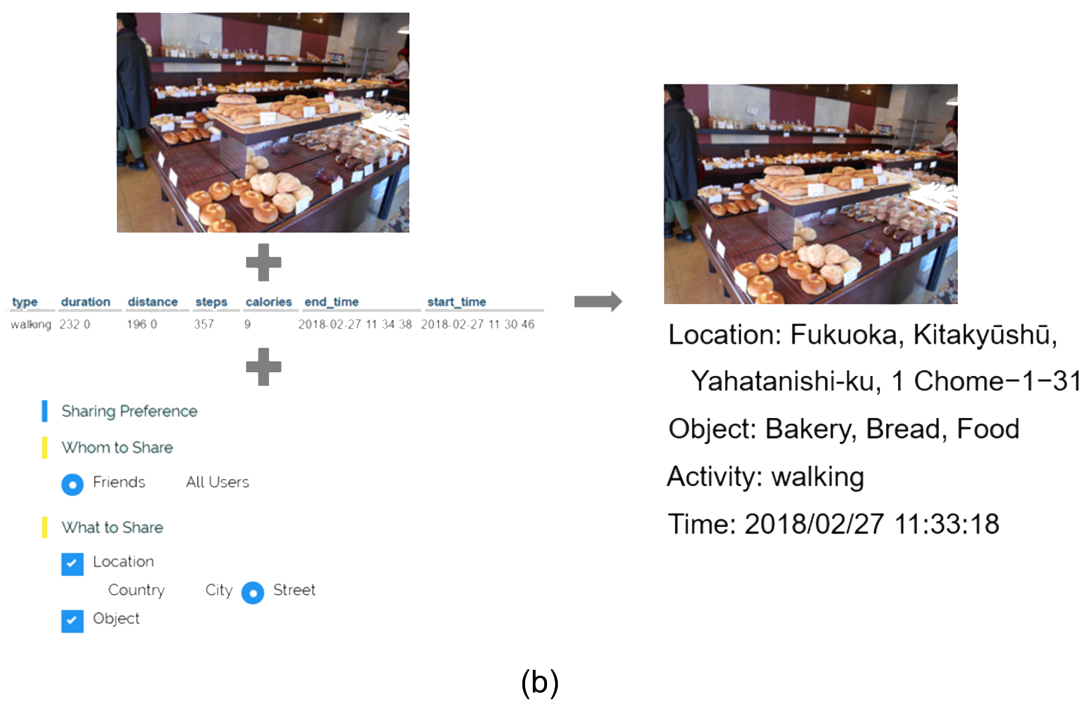 type duration distance steps calories end_time start_time
walking 232 0 196 0 357 9 2018-02-27 11 34 38 2018-02-27 11 30 46
Sharing Preference
Whom to Share
Friends All Users
What to Share
Location
Country City Street
Object
Location: Fukuoka, Kitakyūshū,
Yahatanishi-ku, 1 Chome−1−31
Object: Bakery, Bread, Food
Activity: walking
Time: 2018/02/27 11:33:18
(b)